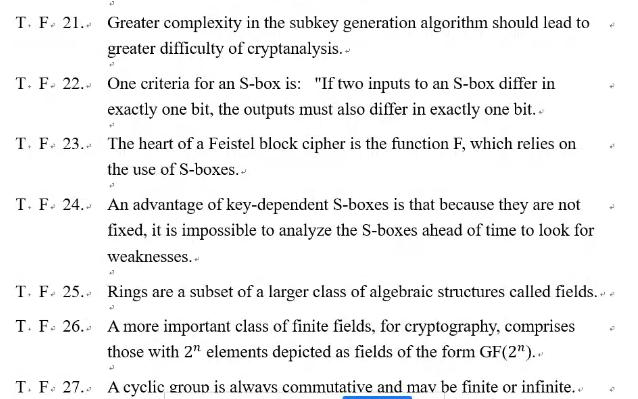 T. F. 21. Greater complexity in the subkey generation algorithm should lead to
greater difficulty of cryptanalysis.
T. F. 22. One criteria for an S-box is: "If two inputs to an S-box differ in
exactly one bit, the outputs must also differ in exactly one bit.
T. F. 23. The heart of a Feistel block cipher is the function F, which relies on
the use of S-boxes.
T. F. 24. An advantage of key-dependent S-boxes is that because they are not
fixed, it is impossible to analyze the S-boxes ahead of time to look for
weaknesses.
T. F. 25. Rings are a subset of a larger class of algebraic structures called fields.
T. F. 26. A more important class of finite fields, for cryptography, comprises
those with 2ⁿ elements depicted as fields of the form GF(2ⁿ).
T. F. 27. A cyclic group is always commutative and may be finite or infinite.